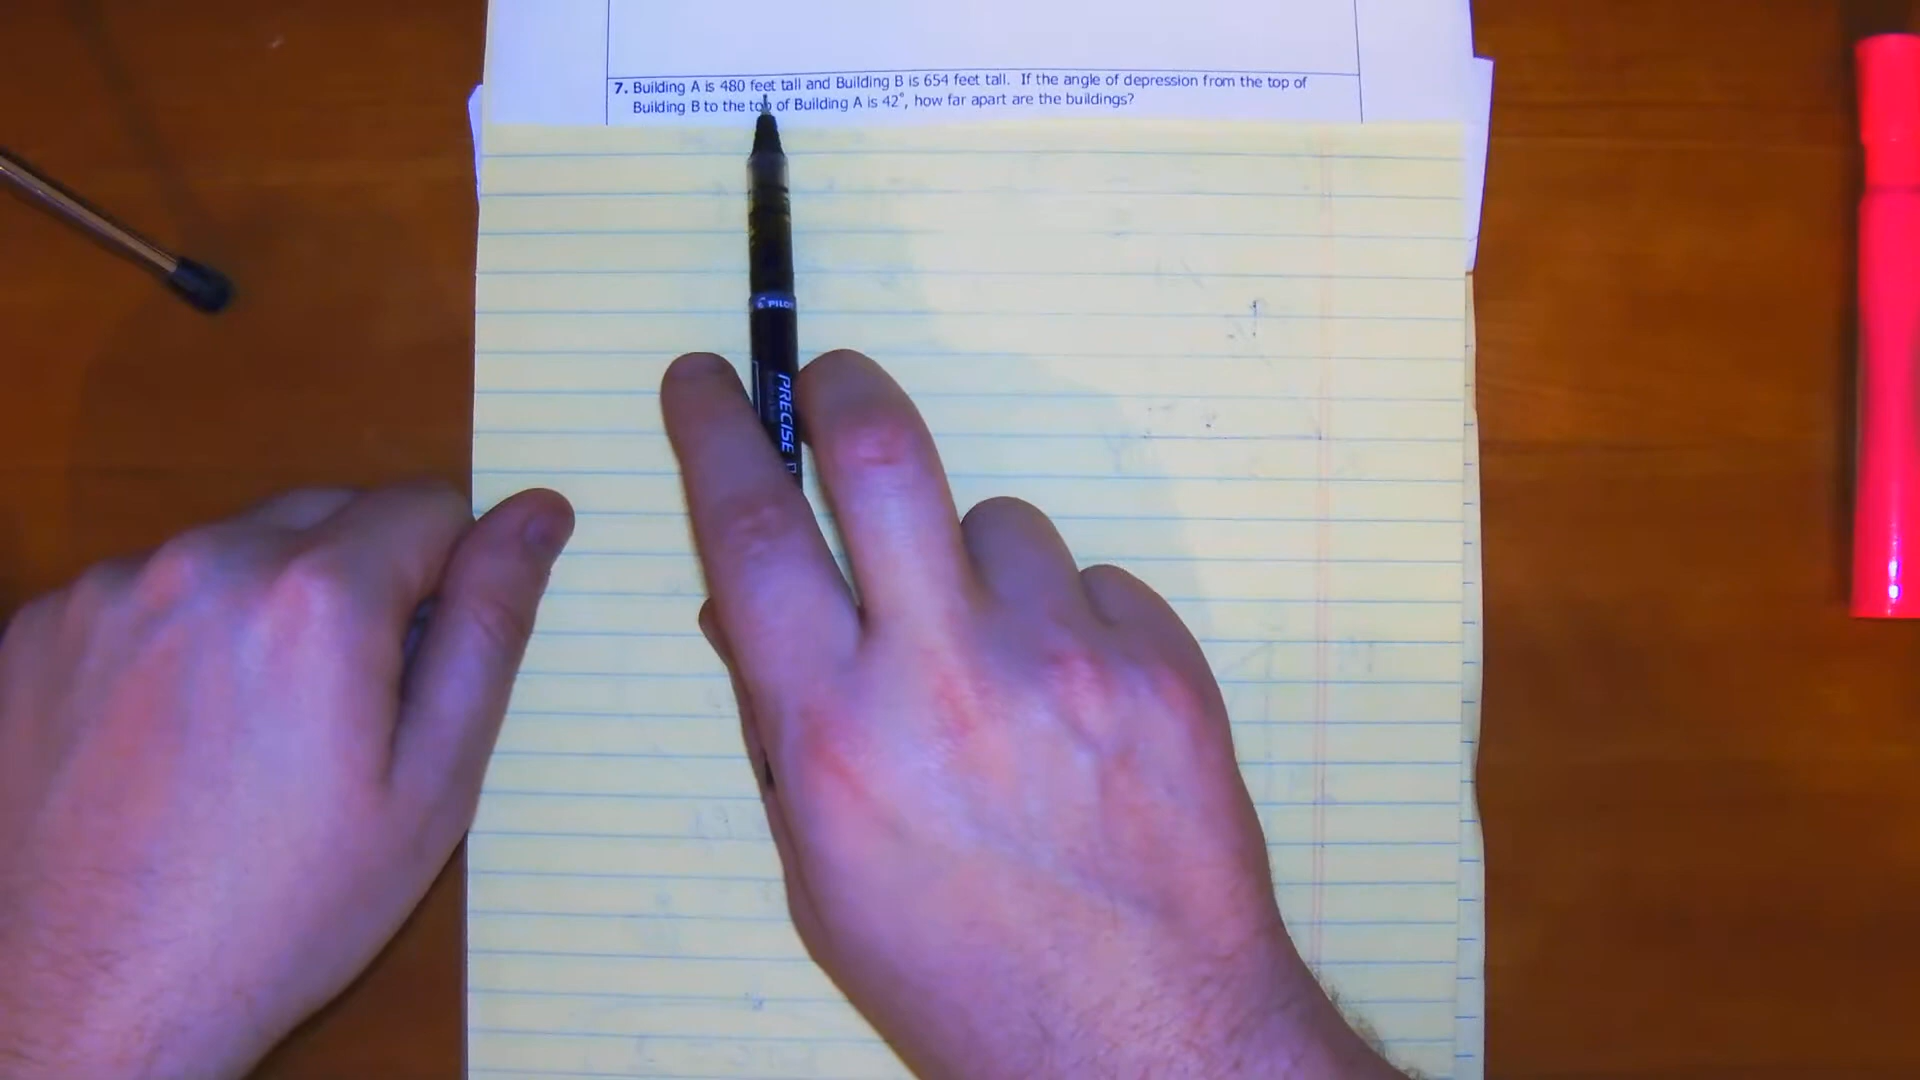 7. Building A is 480 feet tall and Building B is 654 feet tall. If the angle of depression from the top of
Building B to the top of Building A is 42°, how far apart are the buildings?
PILOT
PRECISE